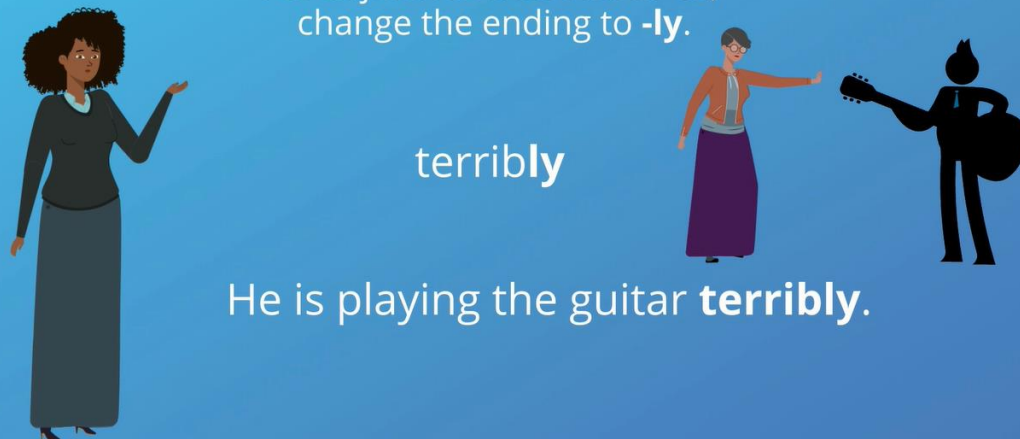 change the ending to -ly.
terribly
He is playing the guitar terribly.